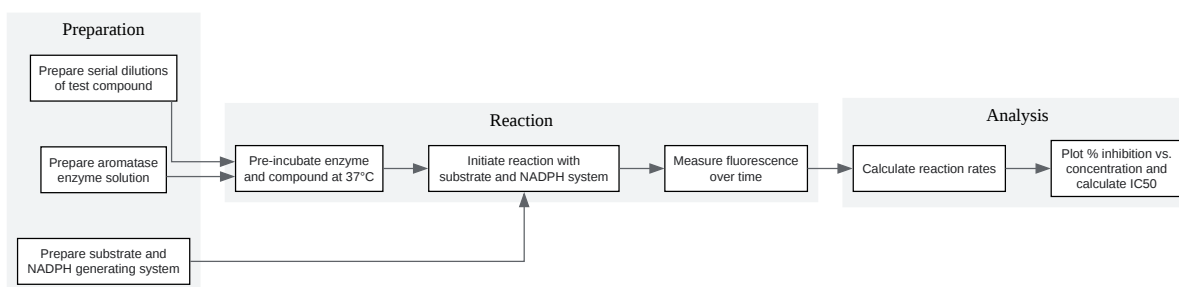 Preparation
Prepare serial dilutions
of test compound
Prepare aromatase
enzyme solution
Prepare substrate and
NADPH generating system
Reaction
Pre-incubate enzyme
and compound at 37°C
Initiate reaction with
substrate and NADPH system
Measure fluorescence
over time
Analysis
Calculate reaction rates
Plot % inhibition vs.
concentration and
calculate IC50